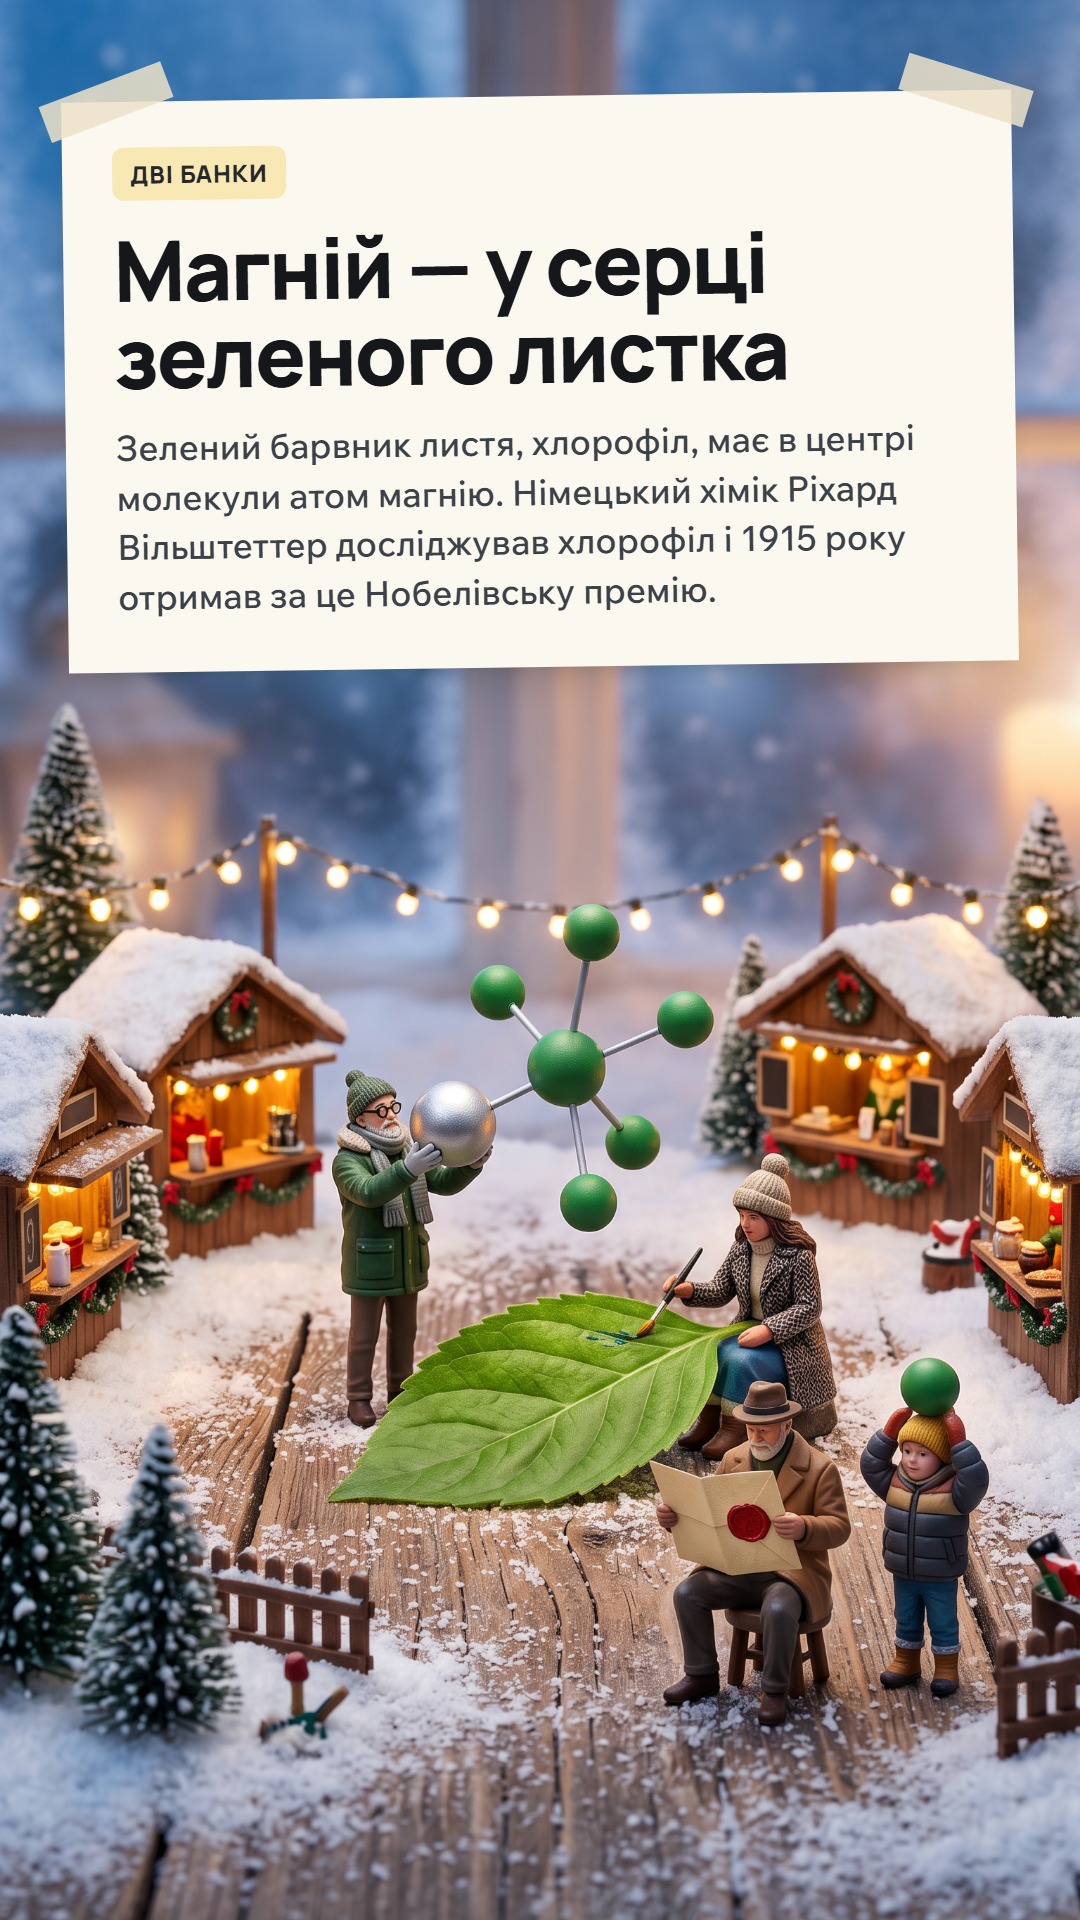 ДВІ БАНКИ
Магній — у серці
зеленого листка
Зелений барвник листя, хлорофіл, має в центрі
молекули атом магнію. Німецький хімік Ріхард
Вільштеттер досліджував хлорофіл і 1915 року
отримав за це Нобелівську премію.